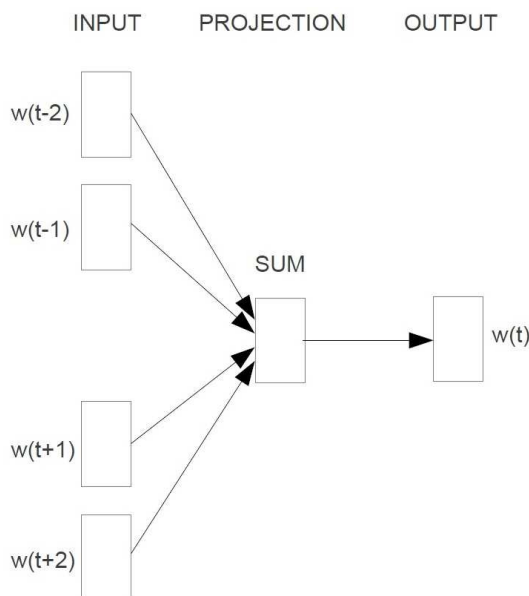 INPUT PROJECTION OUTPUT
w(t-2)
w(t-1)
SUM
w(t)
w(t+1)
w(t+2)